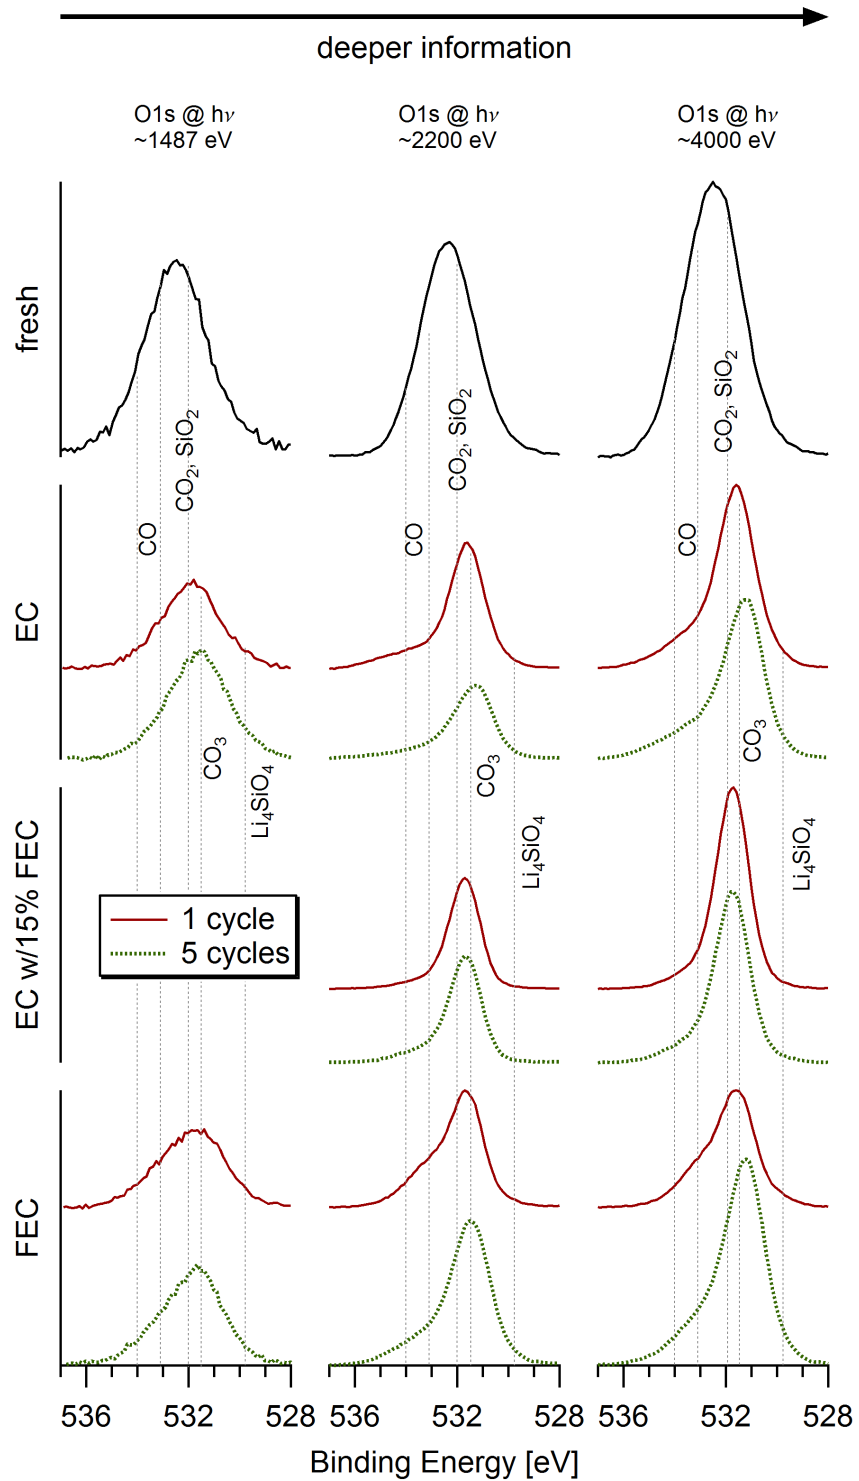 deeper information
O1s @ hν
~1487 eV
O1s @ hν
~2200 eV
O1s @ hν
~4000 eV
fresh
CO₂, SiO₂
CO₂, SiO₂
CO₂, SiO₂
CO
CO
CO
EC
CO₃
CO₃
CO₃
Li₄SiO₄
Li₄SiO₄
Li₄SiO₄
EC w/15% FEC
1 cycle
5 cycles
FEC
536 532 528
536 532 528
536 532 528
Binding Energy [eV]